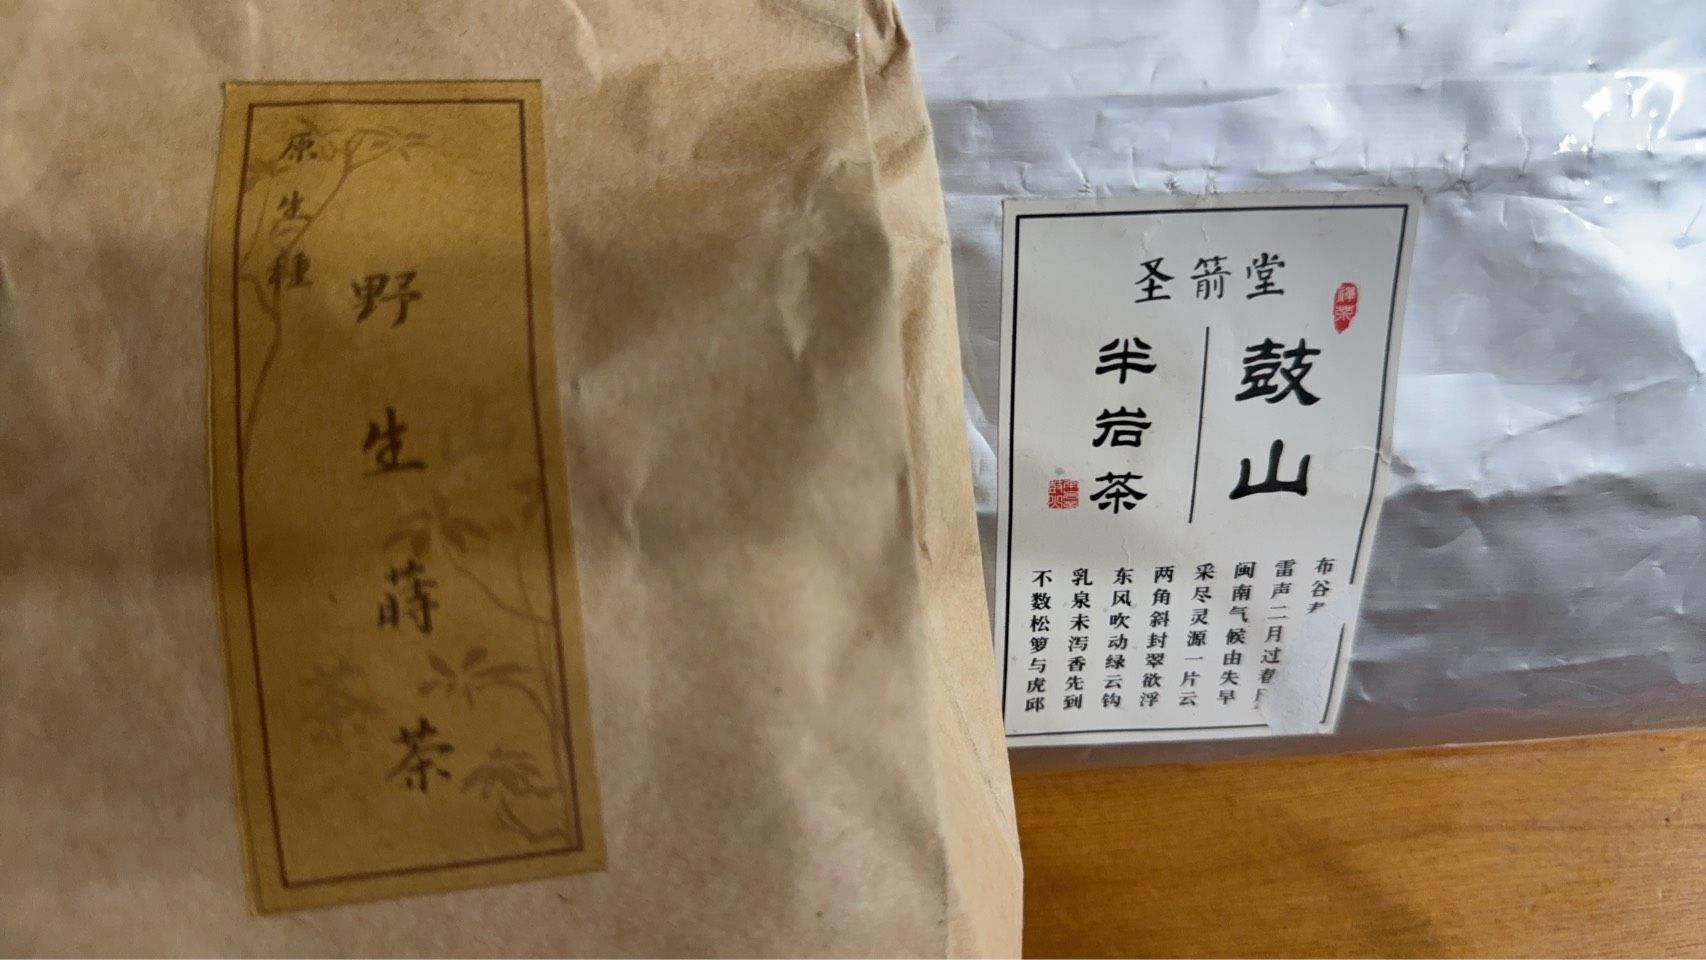 原生種
野生蒔茶
圣箭堂
鼓山
半岩茶
布谷
雷声二月过春
闽南气候由失早
采尽灵源一片云
两角斜封翠欲浮
东风吹动绿云钩
乳泉未泻香先到
不数松箩与虎邱